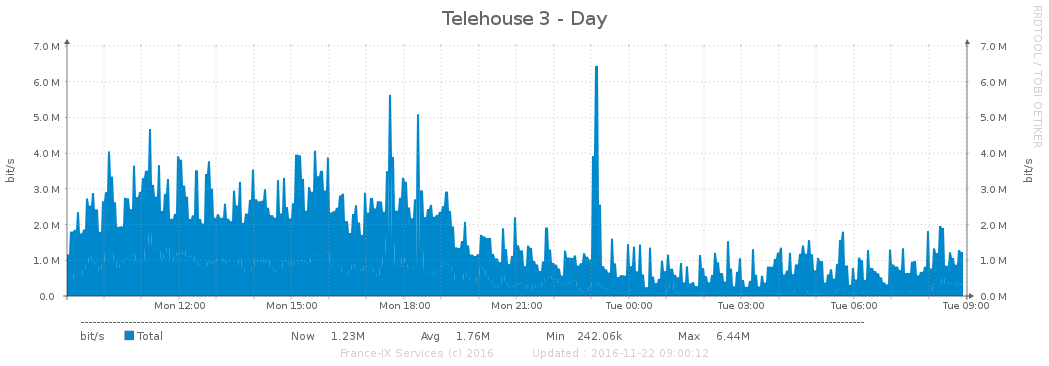 Telehouse 3 - Day
RRDTOOL / TOBI OETIKER
bit/s
7.0 M 7.0 M
6.0 M 6.0 M
5.0 M 5.0 M
4.0 M 4.0 M
3.0 M 3.0 M
2.0 M 2.0 M
1.0 M 1.0 M
0.0 0.0 M
bit/s
Mon 12:00 Mon 15:00 Mon 18:00 Mon 21:00 Tue 00:00 Tue 03:00 Tue 06:00 Tue 09:00
bit/s Total Now 1.23M Avg 1.76M Min 242.06k Max 6.44M
France-IX Services (c) 2016 Updated : 2016-11-22 09:00:12